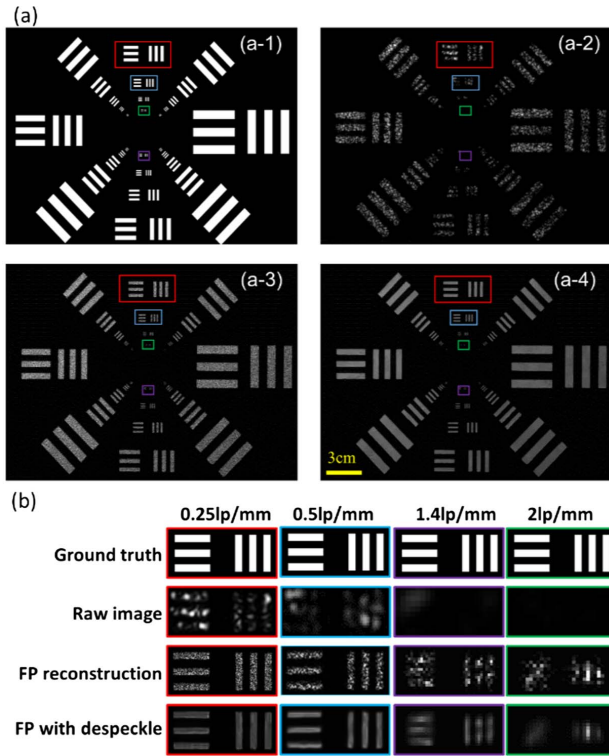 (a)
(a-1)
(a-2)
(a-3)
(a-4)
3cm
(b)
0.25lp/mm 0.5lp/mm 1.4lp/mm 2lp/mm
Ground truth
Raw image
FP reconstruction
FP with despeckle